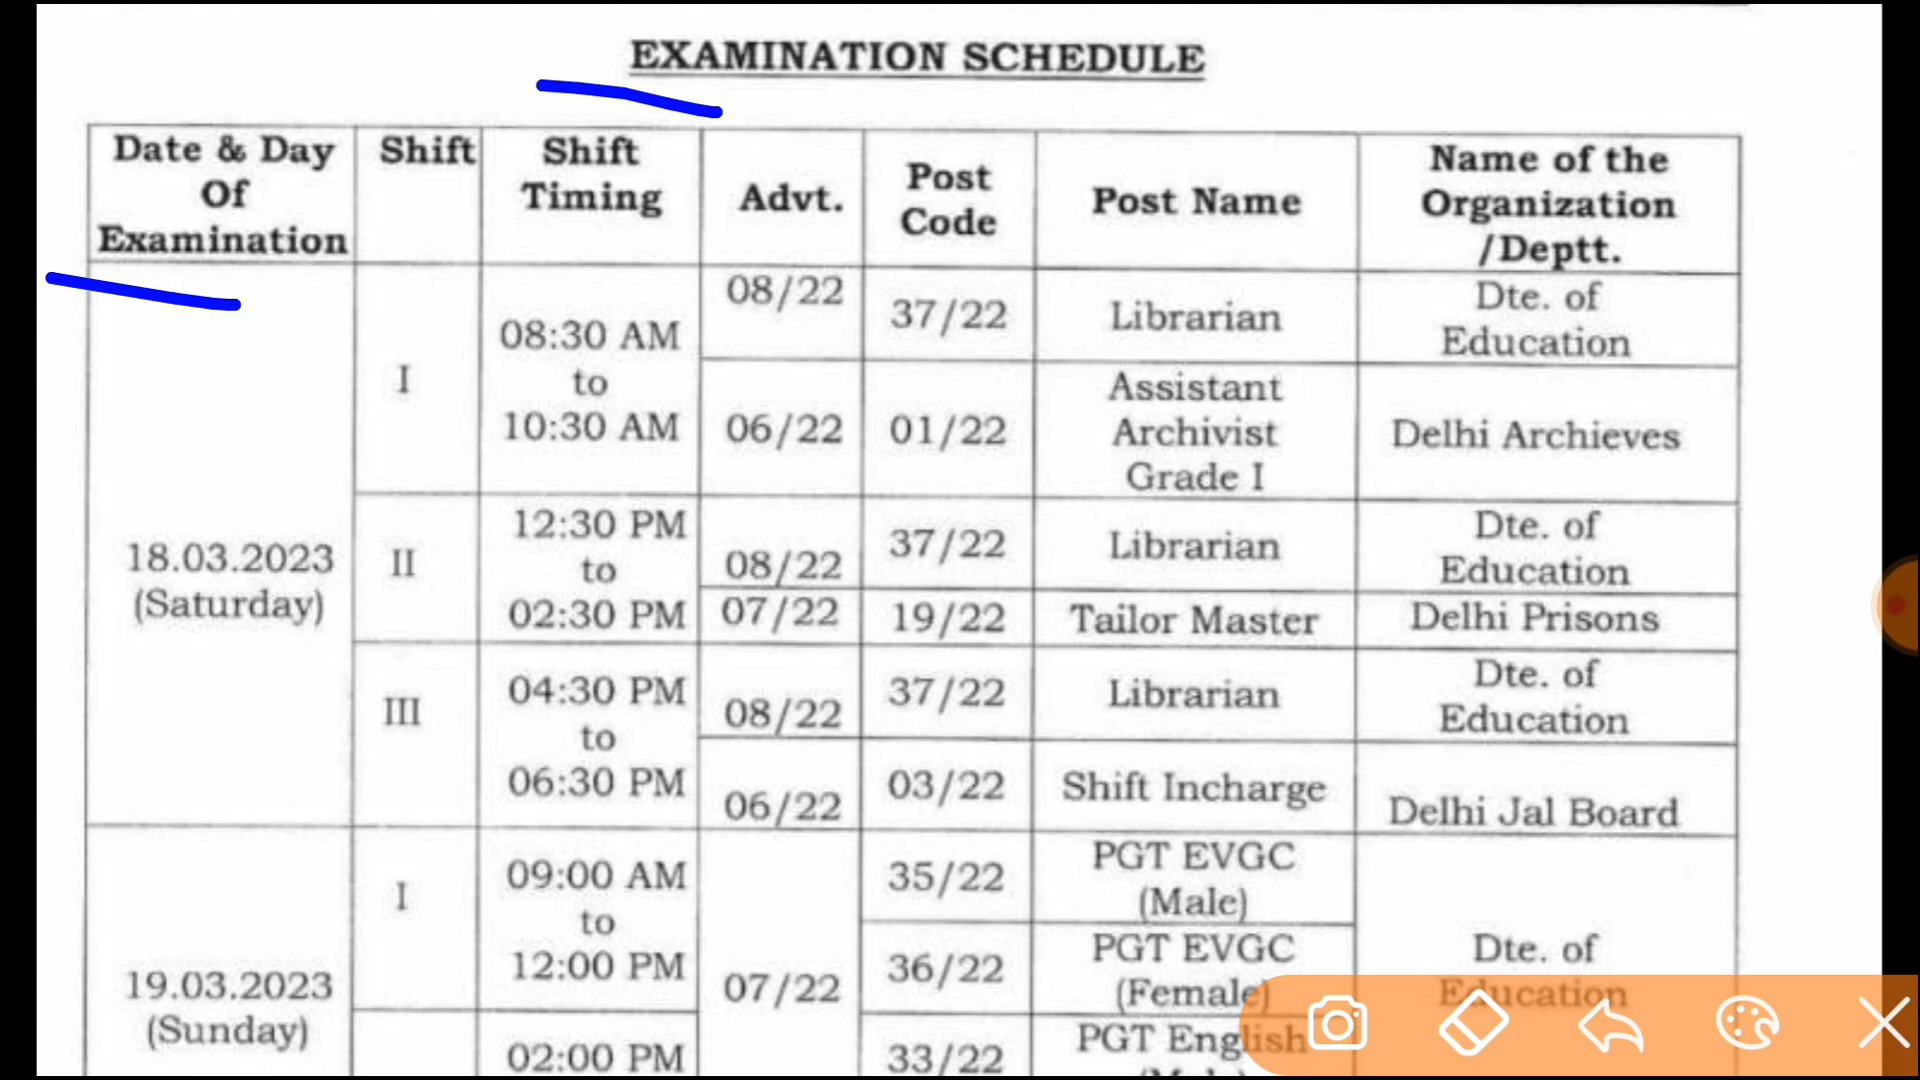 EXAMINATION SCHEDULE
Date & Day
Of
Examination
Shift
Shift
Timing
Advt.
Post
Code
Post Name
Name of the
Organization
/Deptt.
18.03.2023
(Saturday)
I
08:30 AM
to
10:30 AM
08/22
37/22
Librarian
Dte. of
Education
06/22
01/22
Assistant
Archivist
Grade I
Delhi Archieves
II
12:30 PM
to
02:30 PM
08/22
37/22
Librarian
Dte. of
Education
07/22
19/22
Tailor Master
Delhi Prisons
III
04:30 PM
to
06:30 PM
08/22
37/22
Librarian
Dte. of
Education
06/22
03/22
Shift Incharge
Delhi Jal Board
19.03.2023
(Sunday)
I
09:00 AM
to
12:00 PM
07/22
35/22
PGT EVGC
(Male)
Dte. of
Education
36/22
PGT EVGC
(Female)
02:00 PM
33/22
PGT English